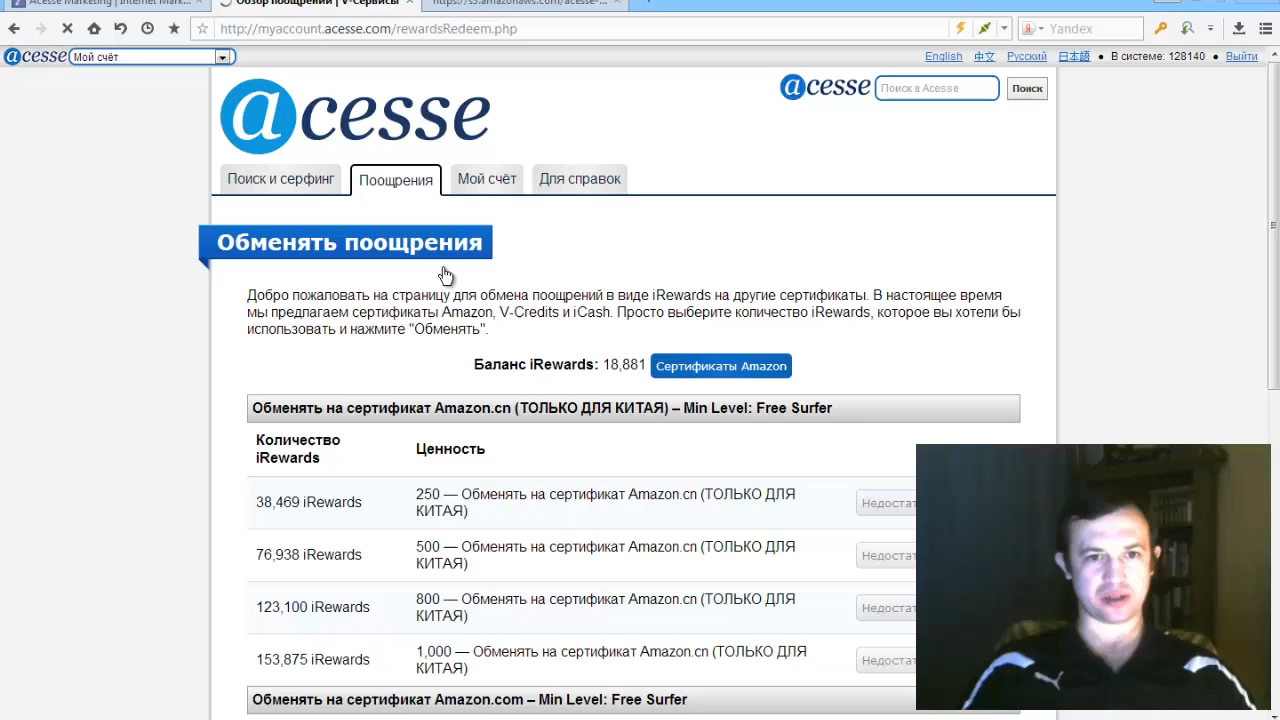 Acesse Marketing | Internet Mark...
Обзор поощрений | V-Сервисы
https://s3.amazonaws.com/acesse-...
http://myaccount.acesse.com/rewardsRedeem.php
Yandex
acesse Мой счёт
English 中文 Русский 日本語 • В системе: 128140 • Выйти
acesse
acesse Поиск в Acesse Поиск
Поиск и серфинг Поощрения Мой счёт Для справок
Обменять поощрения
Добро пожаловать на страницу для обмена поощрений в виде iRewards на другие сертификаты. В настоящее время
мы предлагаем сертификаты Amazon, V-Credits и iCash. Просто выберите количество iRewards, которое вы хотели бы
использовать и нажмите "Обменять".
Баланс iRewards: 18,881 Сертификаты Amazon
Обменять на сертификат Amazon.cn (ТОЛЬКО ДЛЯ КИТАЯ) – Min Level: Free Surfer
Количество
iRewards
Ценность
38,469 iRewards
250 — Обменять на сертификат Amazon.cn (ТОЛЬКО ДЛЯ
КИТАЯ)
Недостат
76,938 iRewards
500 — Обменять на сертификат Amazon.cn (ТОЛЬКО ДЛЯ
КИТАЯ)
Недостат
123,100 iRewards
800 — Обменять на сертификат Amazon.cn (ТОЛЬКО ДЛЯ
КИТАЯ)
Недостат
153,875 iRewards
1,000 — Обменять на сертификат Amazon.cn (ТОЛЬКО ДЛЯ
КИТАЯ)
Недостат
Обменять на сертификат Amazon.com – Min Level: Free Surfer